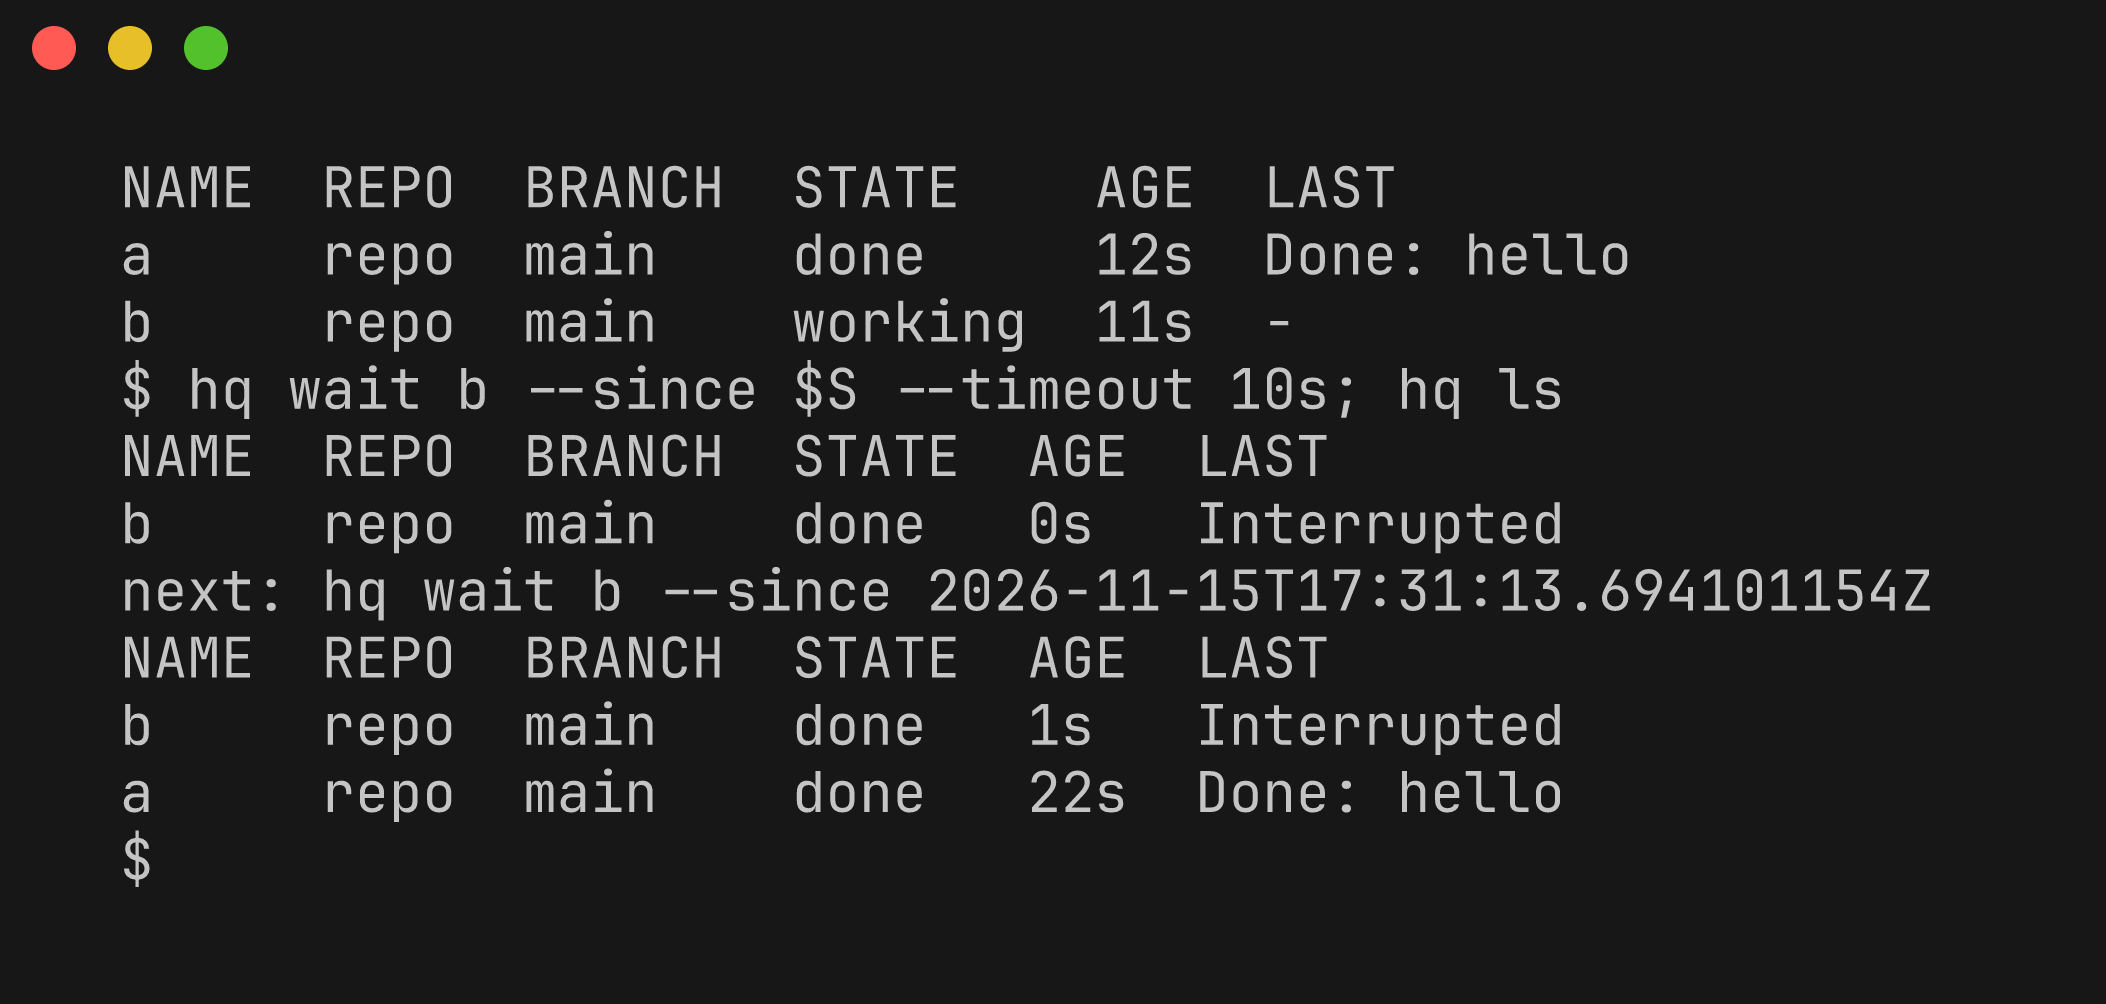 NAME  REPO  BRANCH  STATE    AGE  LAST
a     repo  main    done     12s  Done: hello
b     repo  main    working  11s  -
$ hq wait b --since $S --timeout 10s; hq ls
NAME  REPO  BRANCH  STATE  AGE  LAST
b     repo  main    done   0s   Interrupted
next: hq wait b --since 2026-11-15T17:31:13.694101154Z
NAME  REPO  BRANCH  STATE  AGE  LAST
b     repo  main    done   1s   Interrupted
a     repo  main    done   22s  Done: hello
$